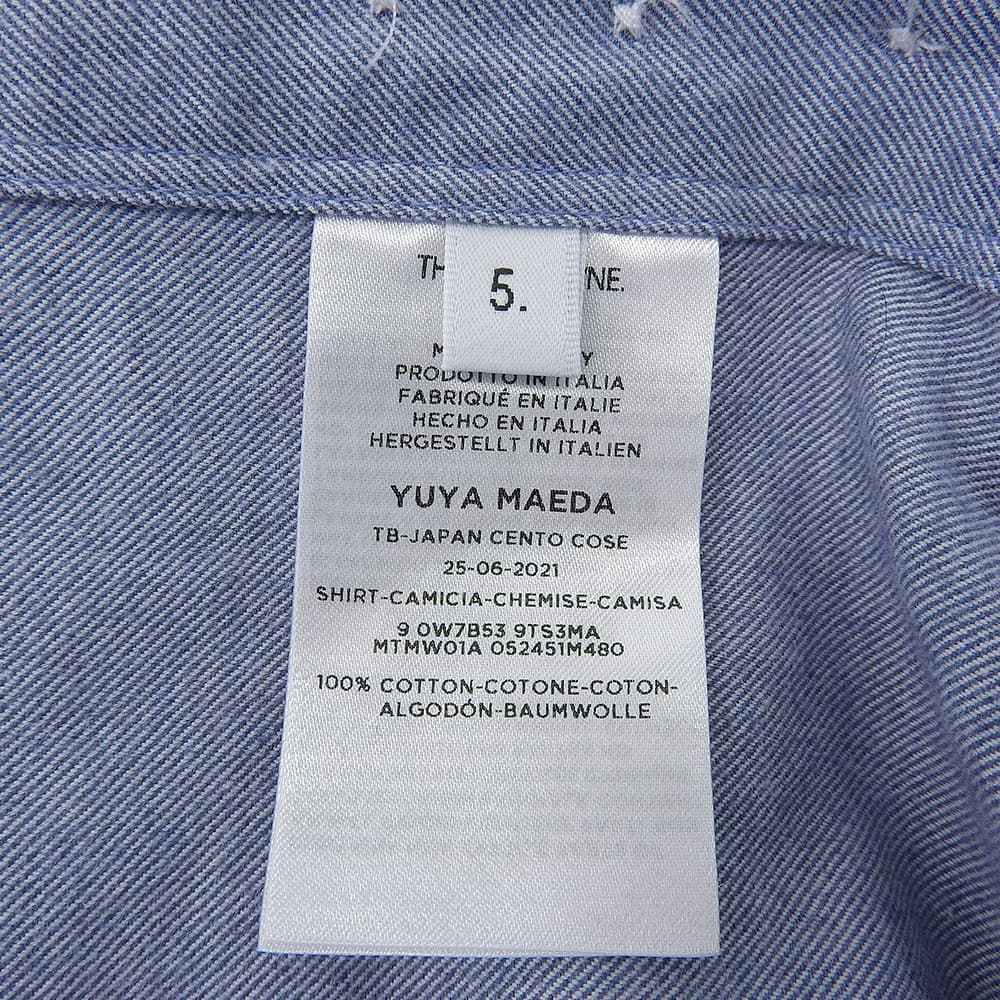 5.
PRODOTTO IN ITALIA
FABRIQUÉ EN ITALIE
HECHO EN ITALIA
HERGESTELLT IN ITALIEN
YUYA MAEDA
TB-JAPAN CENTO COSE
25-06-2021
SHIRT-CAMICIA-CHEMISE-CAMISA
9 0W7B53 9TS3MA
MTMW01A 052451M480
100% COTTON-COTONE-COTON-
ALGODÓN-BAUMWOLLE